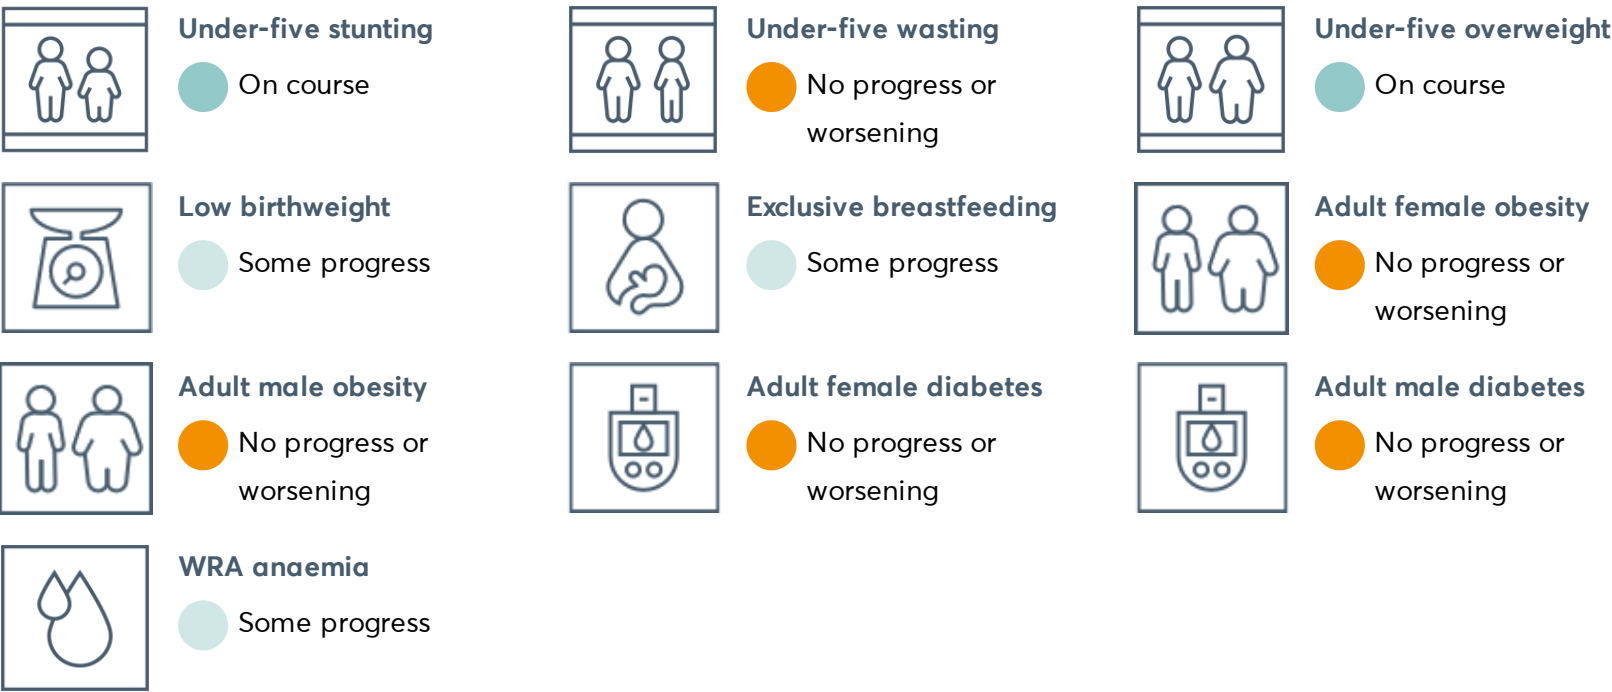 Under-five stunting
On course
Under-five wasting
No progress or
worsening
Under-five overweight
On course
Low birthweight
Some progress
Exclusive breastfeeding
Some progress
Adult female obesity
No progress or
worsening
Adult male obesity
No progress or
worsening
Adult female diabetes
No progress or
worsening
Adult male diabetes
No progress or
worsening
WRA anaemia
Some progress